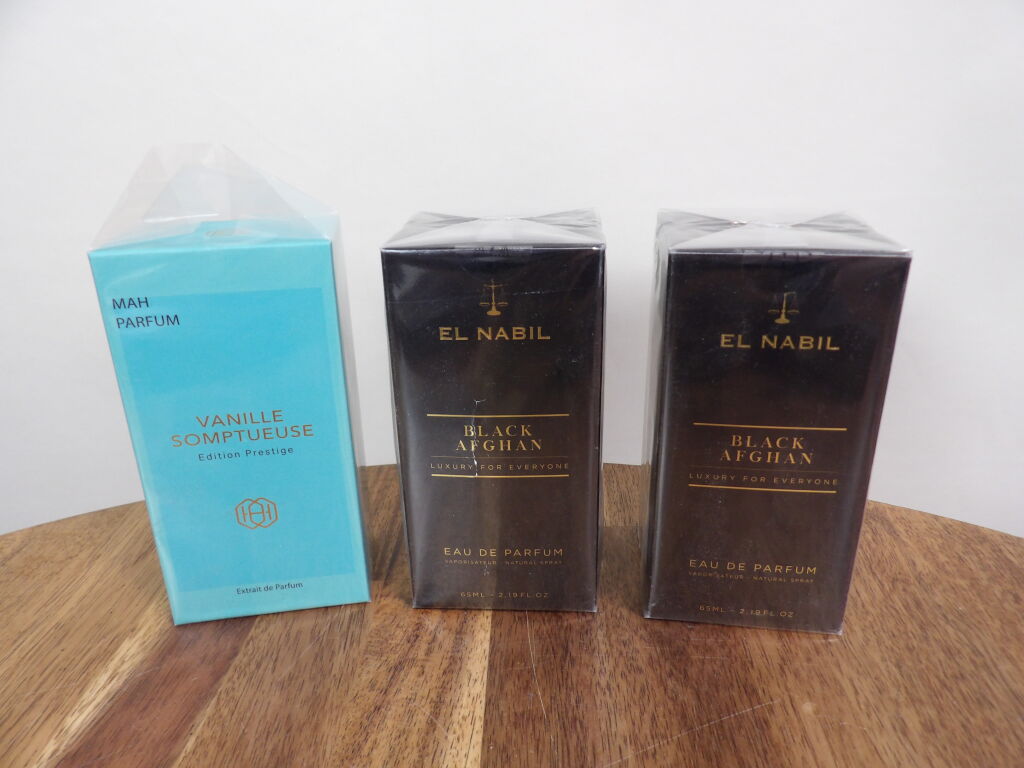 MAH
PARFUM
VANILLE
SOMPTUEUSE
Edition Prestige
Extrait de Parfum
EL NABIL
BLACK
AFGHAN
LUXURY FOR EVERYONE
EAU DE PARFUM
VAPORISATEUR - NATURAL SPRAY
65ML - 2.19 FL.OZ
EL NABIL
BLACK
AFGHAN
LUXURY FOR EVERYONE
EAU DE PARFUM
VAPORISATEUR - NATURAL SPRAY
65ML - 2.19 FL.OZ